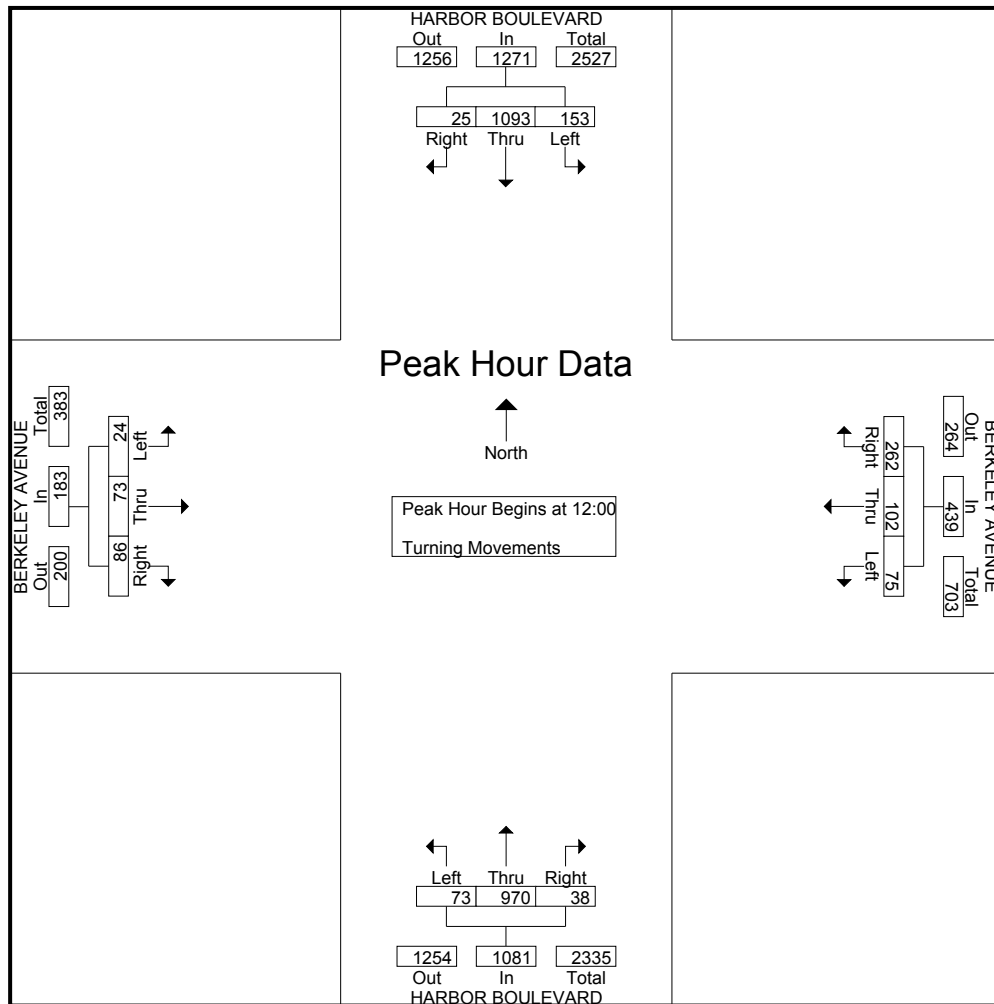 HARBOR BOULEVARD
Out In Total
1256 1271 2527
25 1093 153
Right Thru Left
Peak Hour Data
North
Peak Hour Begins at 12:00
Turning Movements
BERKELEY AVENUE
Out In Total
200 183 383
24 73 86
Left Thru Right
BERKELEY AVENUE
Out In Total
264 439 703
262 102 75
Right Thru Left
Left Thru Right
73 970 38
1254 1081 2335
Out In Total
HARBOR BOULEVARD